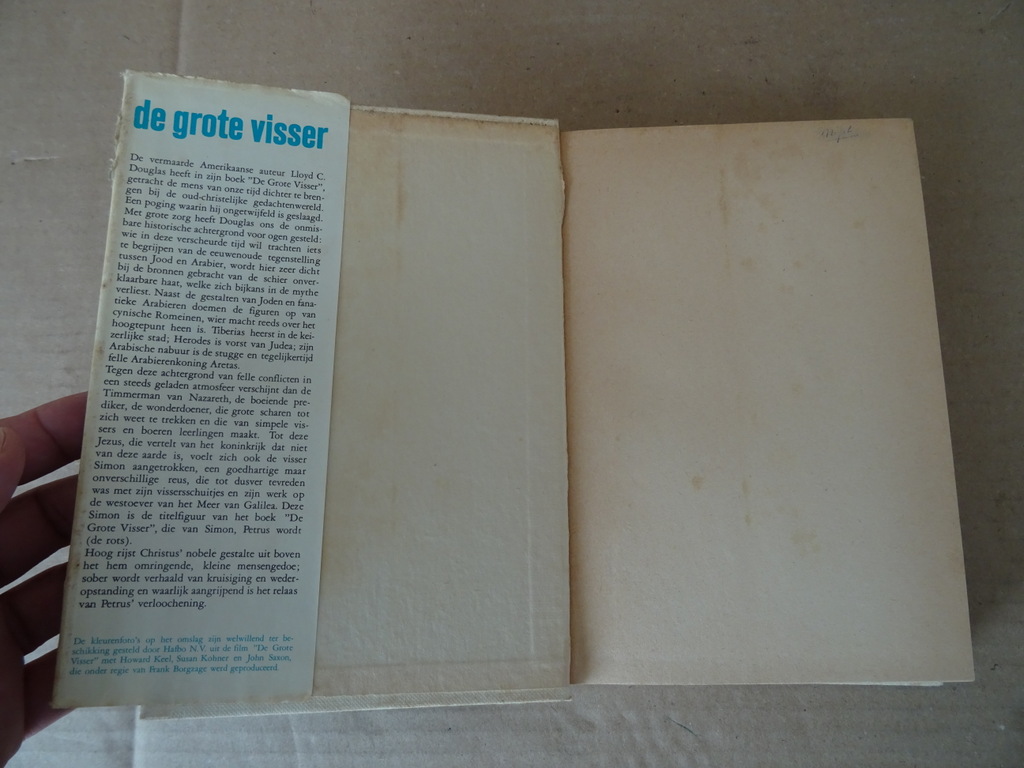 de grote visser
De vermaarde Amerikaanse auteur Lloyd C.
Douglas heeft in zijn boek "De Grote Visser",
getracht de mens van onze tijd dichter te bren-
gen bij de oud-christelijke gedachtenwereld.
Een poging waarin hij ongetwijfeld is geslaagd.
Met grote zorg heeft Douglas ons de onmis-
bare historische achtergrond voor ogen gesteld:
wie in deze verscheurde tijd wil trachten iets
te begrijpen van de eeuwenoude tegenstelling
tussen Jood en Arabier, wordt hier zeer dicht
bij de bronnen gebracht van de schier onver-
klaarbare haat, welke zich bijkans in de mythe
verliest. Naast de gestalten van Joden en fana-
tieke Arabieren doemen de figuren op van
cynische Romeinen, wier macht reeds over het
hoogtepunt heen is. Tiberias heerst in de kei-
zerlijke stad; Herodes is vorst van Judea; zijn
Arabische nabuur is de stugge en tegelijkertijd
felle Arabierenkoning Aretas.
Tegen deze achtergrond van felle conflicten in
een steeds geladen atmosfeer verschijnt dan de
Timmerman van Nazareth, de boeiende pre-
diker, de wonderdoener, die grote scharen tot
zich weet te trekken en die van simpele vis-
sers en boeren leerlingen maakt. Tot deze
Jezus, die vertelt van het koninkrijk dat niet
van deze aarde is, voelt zich ook de visser
Simon aangetrokken, een goedhartige maar
onverschillige reus, die tot dusver tevreden
was met zijn vissersschuitjes en zijn werk op
de westoever van het Meer van Galilea. Deze
Simon is de titelfiguur van het boek "De
Grote Visser", die van Simon, Petrus wordt
(de rots).
Hoog rijst Christus' nobele gestalte uit boven
het hem omringende, kleine mensengedoe;
sober wordt verhaald van kruisiging en weder-
opstanding en waarlijk aangrijpend is het relaas
van Petrus' verloochening.
De kleurenfoto's op het omslag zijn welwillend ter be-
schikking gesteld door Hafbo N.V. uit de film "De Grote
Visser" met Howard Keel, Susan Kohner en John Saxon,
die onder regie van Frank Borgzage werd geproduceerd.